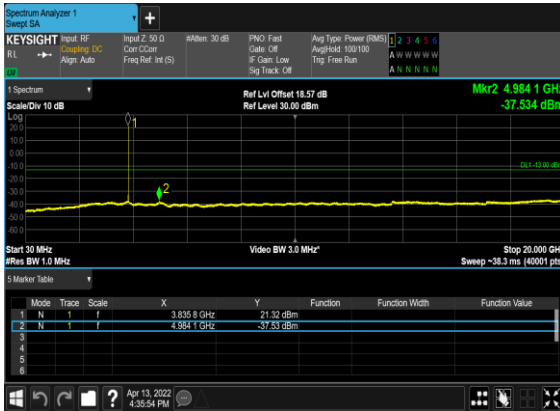 Spectrum Analyzer 1
Swept SA
+
KEYSIGHT Input: RF Input Z: 50 Ω #Atten: 30 dB PNO: Fast Avg Type: Power (RMS) 1 2 3 4 5 6
RL Coupling: DC Corr CCorr Gate: Off Avg|Hold: 100/100 A W W W W W
Align: Auto Freq Ref: Int (S) IF Gain: Low Trig: Free Run
Sig Track: Off A N N N N N
1 Spectrum Ref Lvl Offset 18.57 dB Mkr2 4.984 1 GHz
Scale/Div 10 dB Ref Level 30.00 dBm -37.534 dBm
Log
20.0
10.0
0.00
-10.0
-20.0
-30.0
-40.0
-50.0
-60.0
1
2
DL1 -13.00 dBm
Start 30 MHz Video BW 3.0 MHz* Stop 20.000 GHz
#Res BW 1.0 MHz Sweep ~38.3 ms (40001 pts)
5 Marker Table
Mode Trace Scale X Y Function Function Width Function Value
1 N 1 f 3.835 8 GHz 21.32 dBm
2 N 1 f 4.984 1 GHz -37.53 dBm
3
4
5
6
? Apr 13, 2022
4:35:54 PM